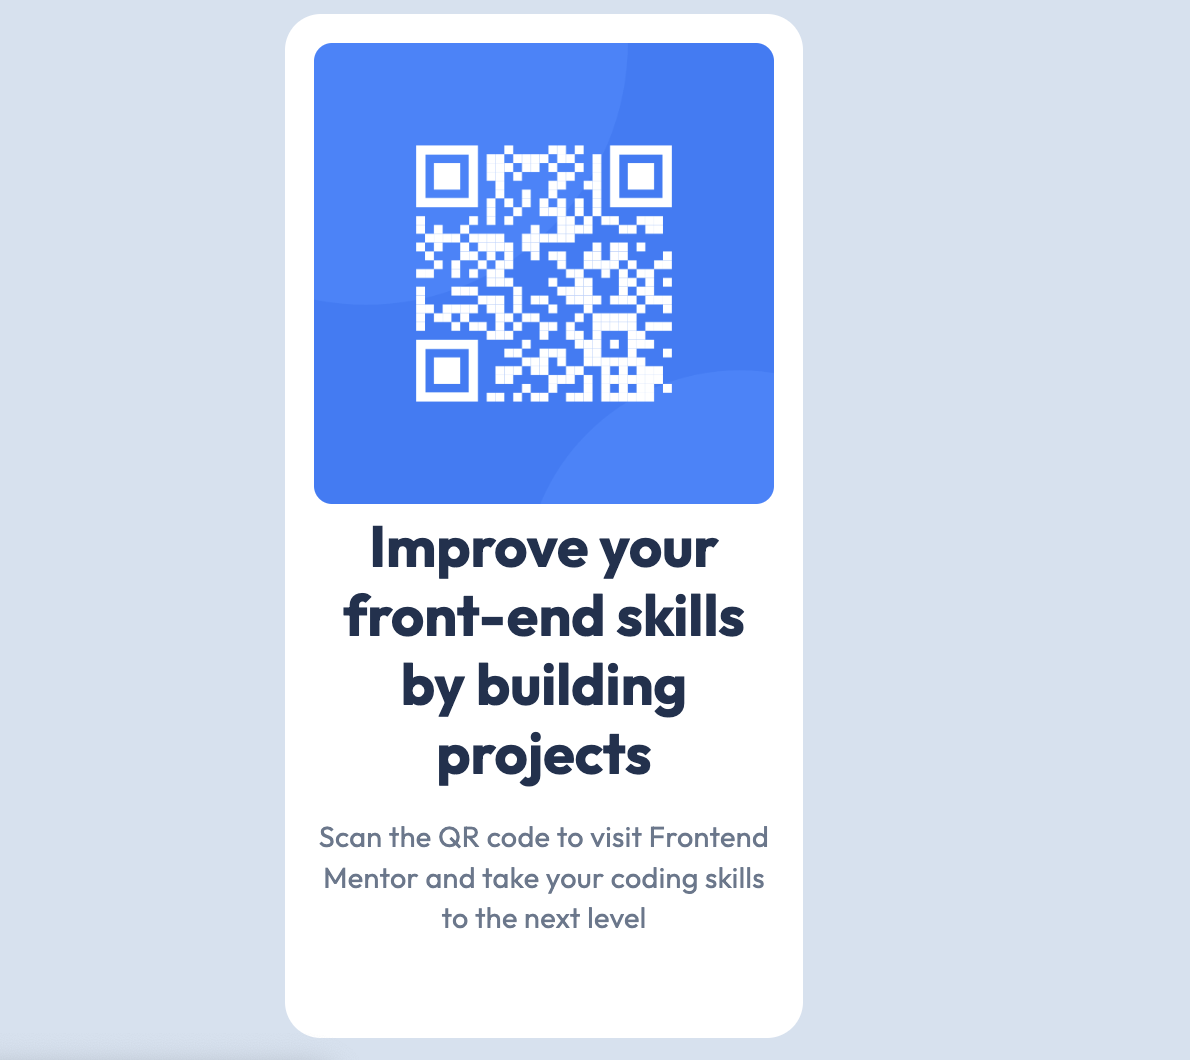 Improve your
front-end skills
by building
projects
Scan the QR code to visit Frontend
Mentor and take your coding skills
to the next level